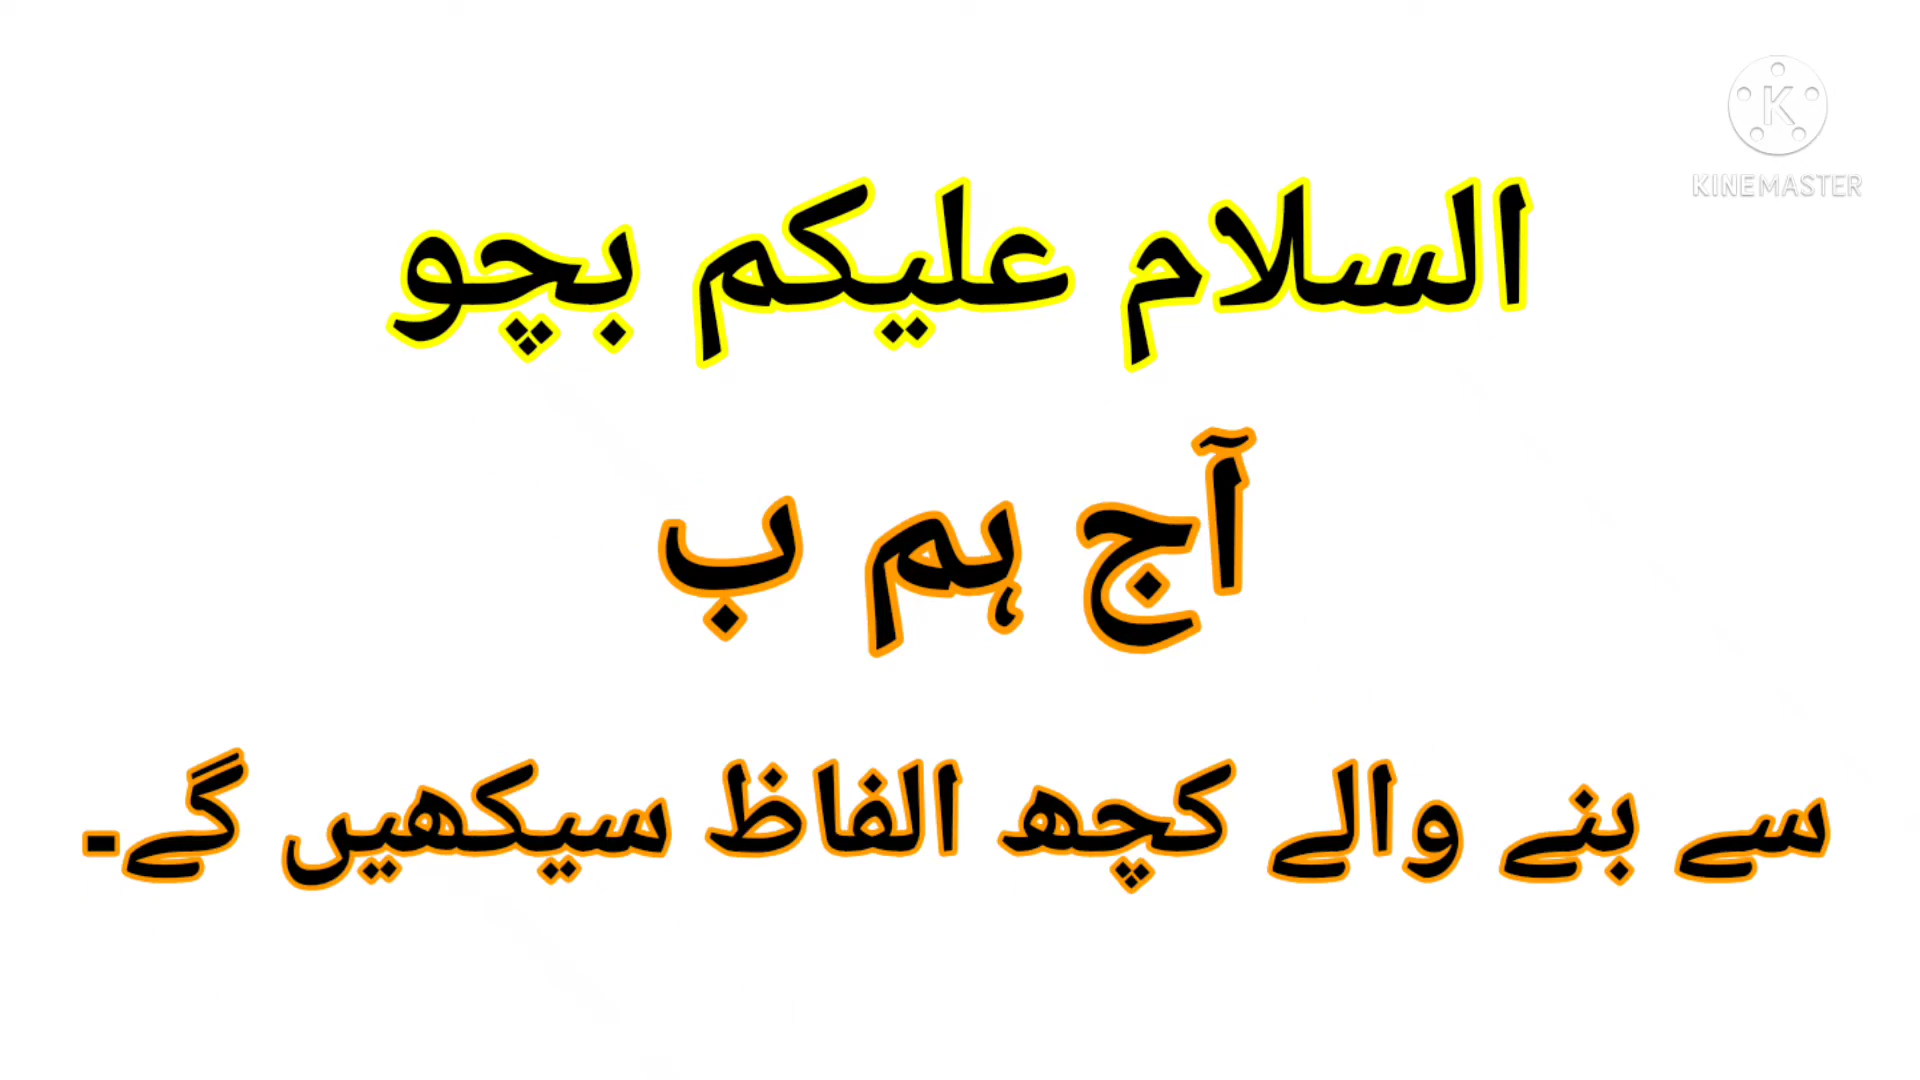 K
KINEMASTER
السلام علیکم بچو
آج ہم ب
سے بنے والے کچھ الفاظ سیکھیں گے۔